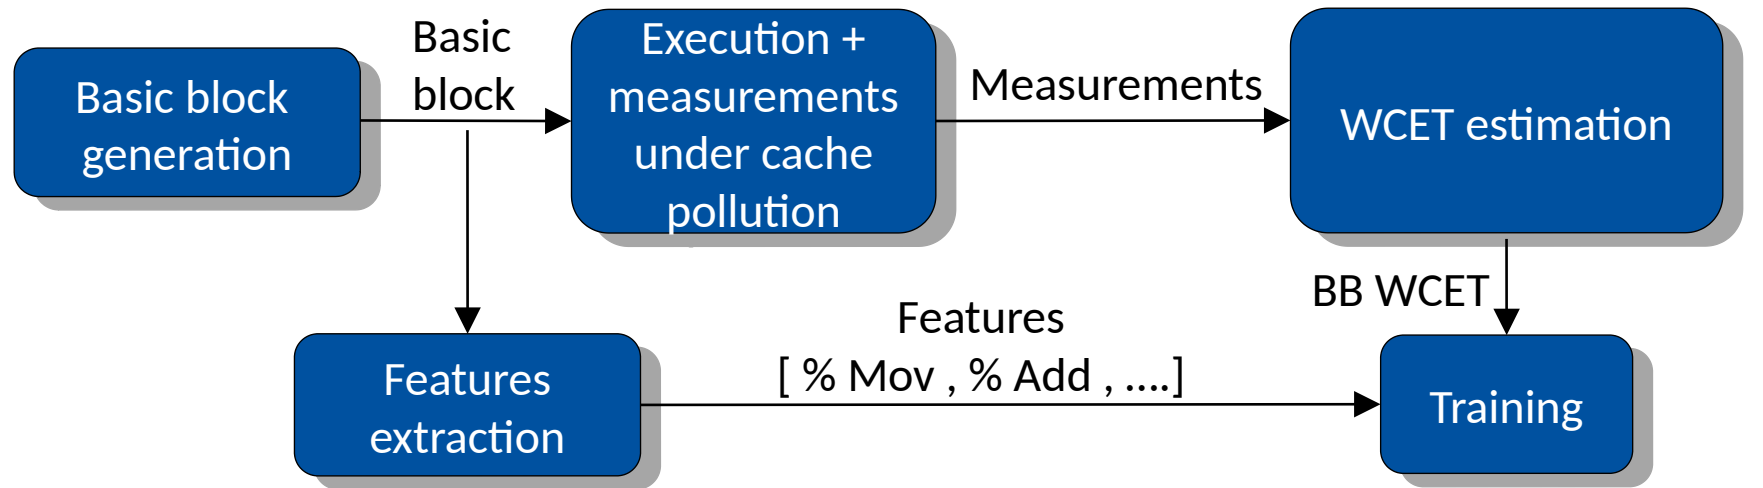 Basic block
generation
Basic
block
Execution +
measurements
under cache
pollution
Measurements
WCET estimation
BB WCET
Features
extraction
Features
[ % Mov , % Add , ....]
Training